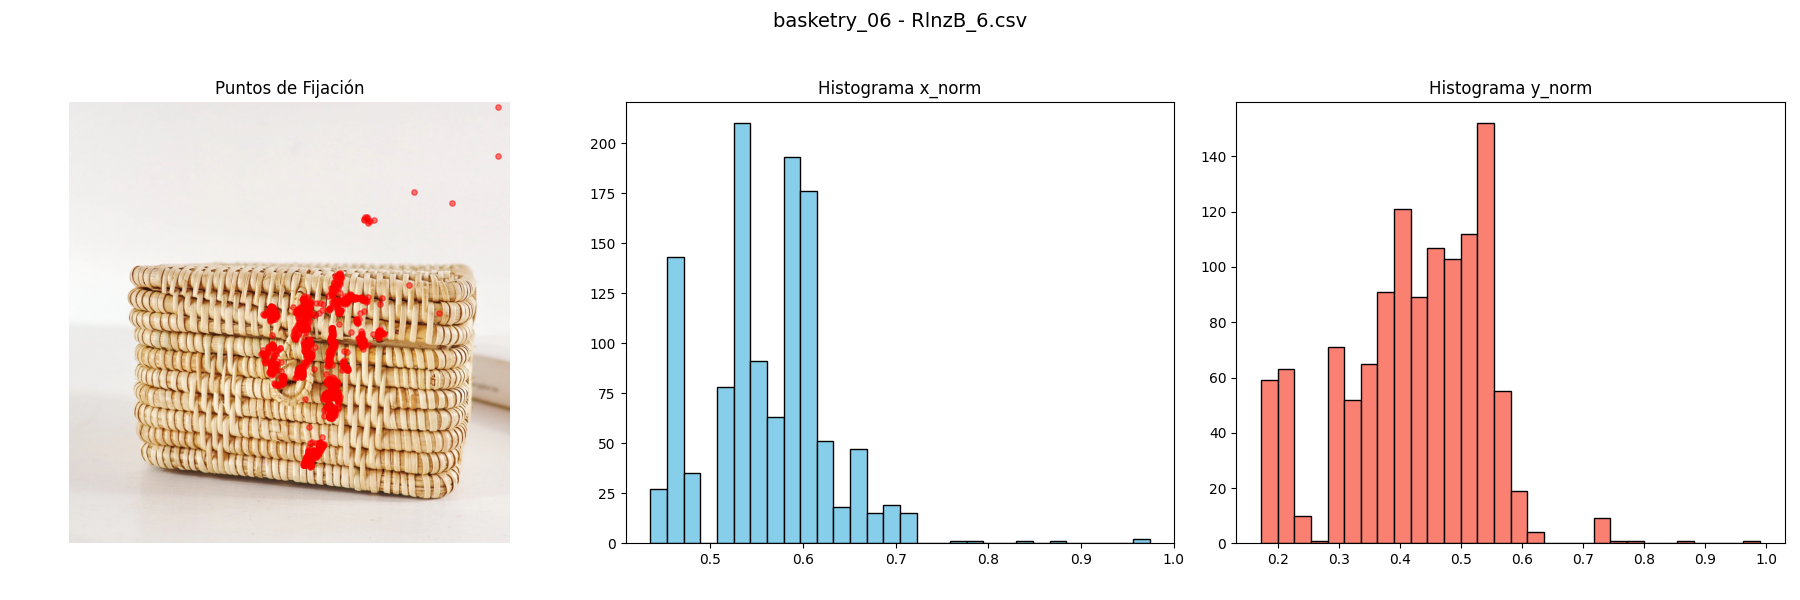 basketry_06 - RlnzB_6.csv
Puntos de Fijación
Histograma x_norm
200
175
150
125
100
75
50
25
0
0.5 0.6 0.7 0.8 0.9 1.0
Histograma y_norm
140
120
100
80
60
40
20
0
0.2 0.3 0.4 0.5 0.6 0.7 0.8 0.9 1.0